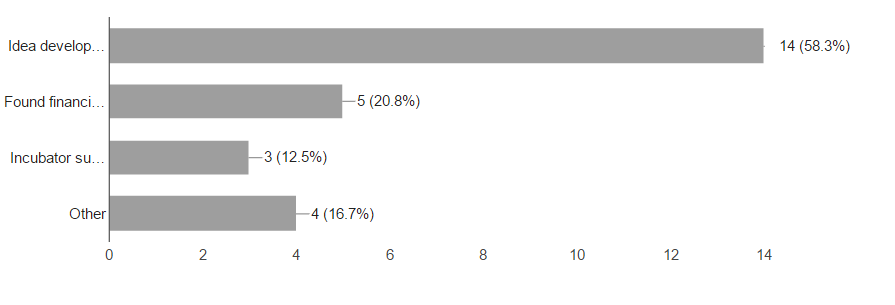 Idea develop...
14 (58.3%)
Found financi...
5 (20.8%)
Incubator su...
3 (12.5%)
Other
4 (16.7%)
0 2 4 6 8 10 12 14